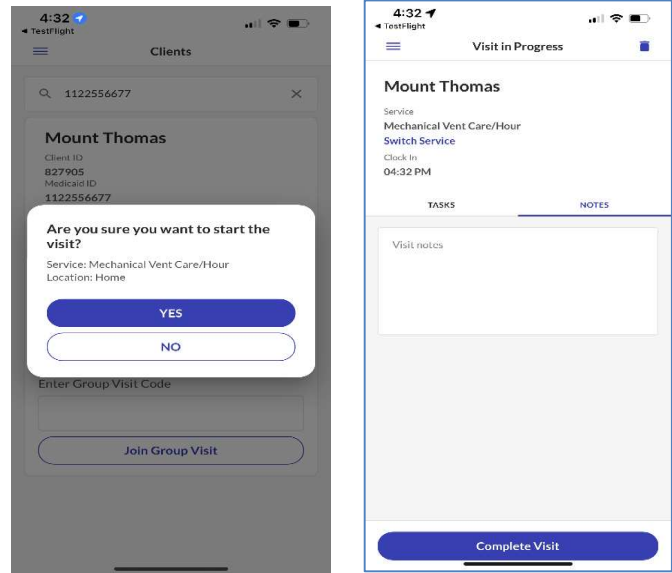 4:32
◄ TestFlight
Clients
1122556677
Mount Thomas
Client ID
827905
Medicaid ID
1122556677
Are you sure you want to start the
visit?
Service: Mechanical Vent Care/Hour
Location: Home
YES
NO
Enter Group Visit Code
Join Group Visit
4:32
◄ TestFlight
Visit in Progress
Mount Thomas
Service
Mechanical Vent Care/Hour
Switch Service
Clock In
04:32 PM
TASKS
NOTES
Visit notes
Complete Visit